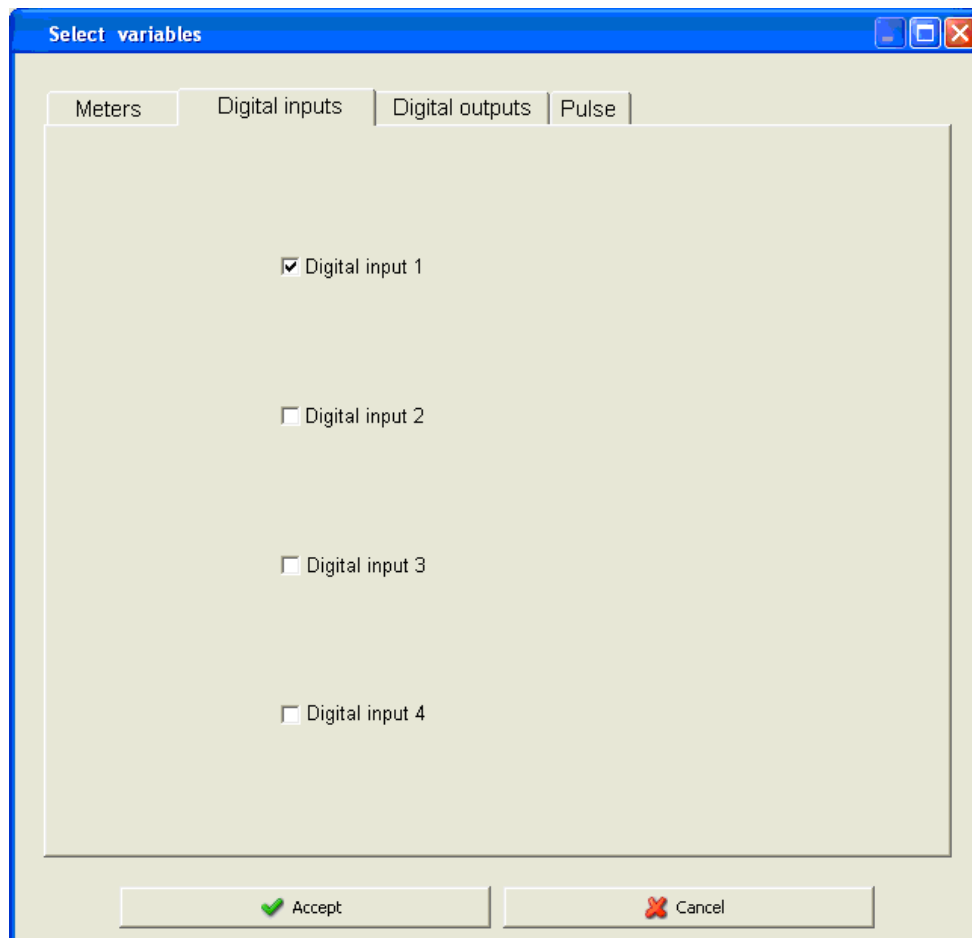 Select variables
Meters Digital inputs Digital outputs Pulse
Digital input 1
Digital input 2
Digital input 3
Digital input 4
Accept Cancel